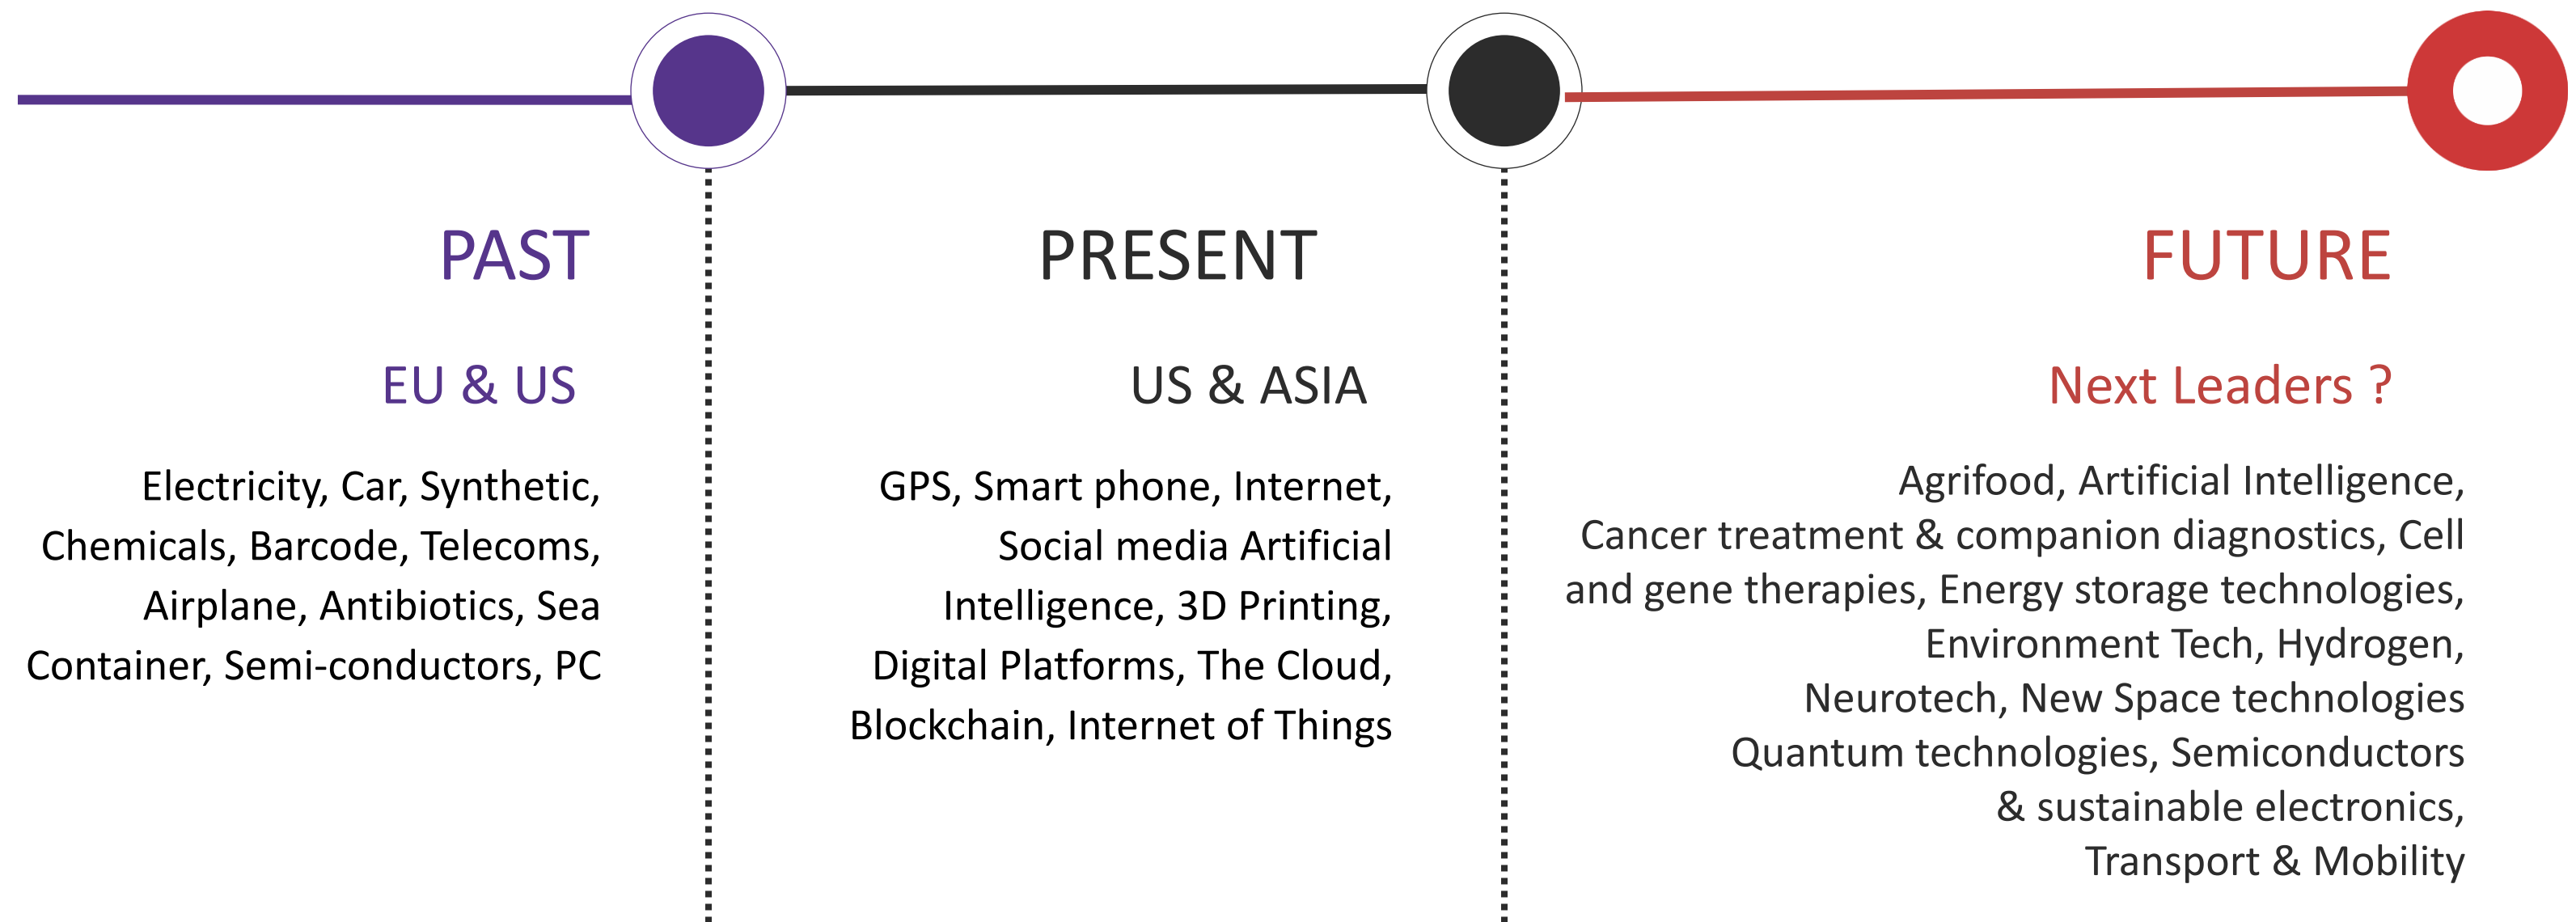 PAST
EU & US
Electricity, Car, Synthetic,
Chemicals, Barcode, Telecoms,
Airplane, Antibiotics, Sea
Container, Semi-conductors, PC
PRESENT
US & ASIA
GPS, Smart phone, Internet,
Social media Artificial
Intelligence, 3D Printing,
Digital Platforms, The Cloud,
Blockchain, Internet of Things
FUTURE
Next Leaders ?
Agrifood, Artificial Intelligence,
Cancer treatment & companion diagnostics, Cell
and gene therapies, Energy storage technologies,
Environment Tech, Hydrogen,
Neurotech, New Space technologies
Quantum technologies, Semiconductors
& sustainable electronics,
Transport & Mobility